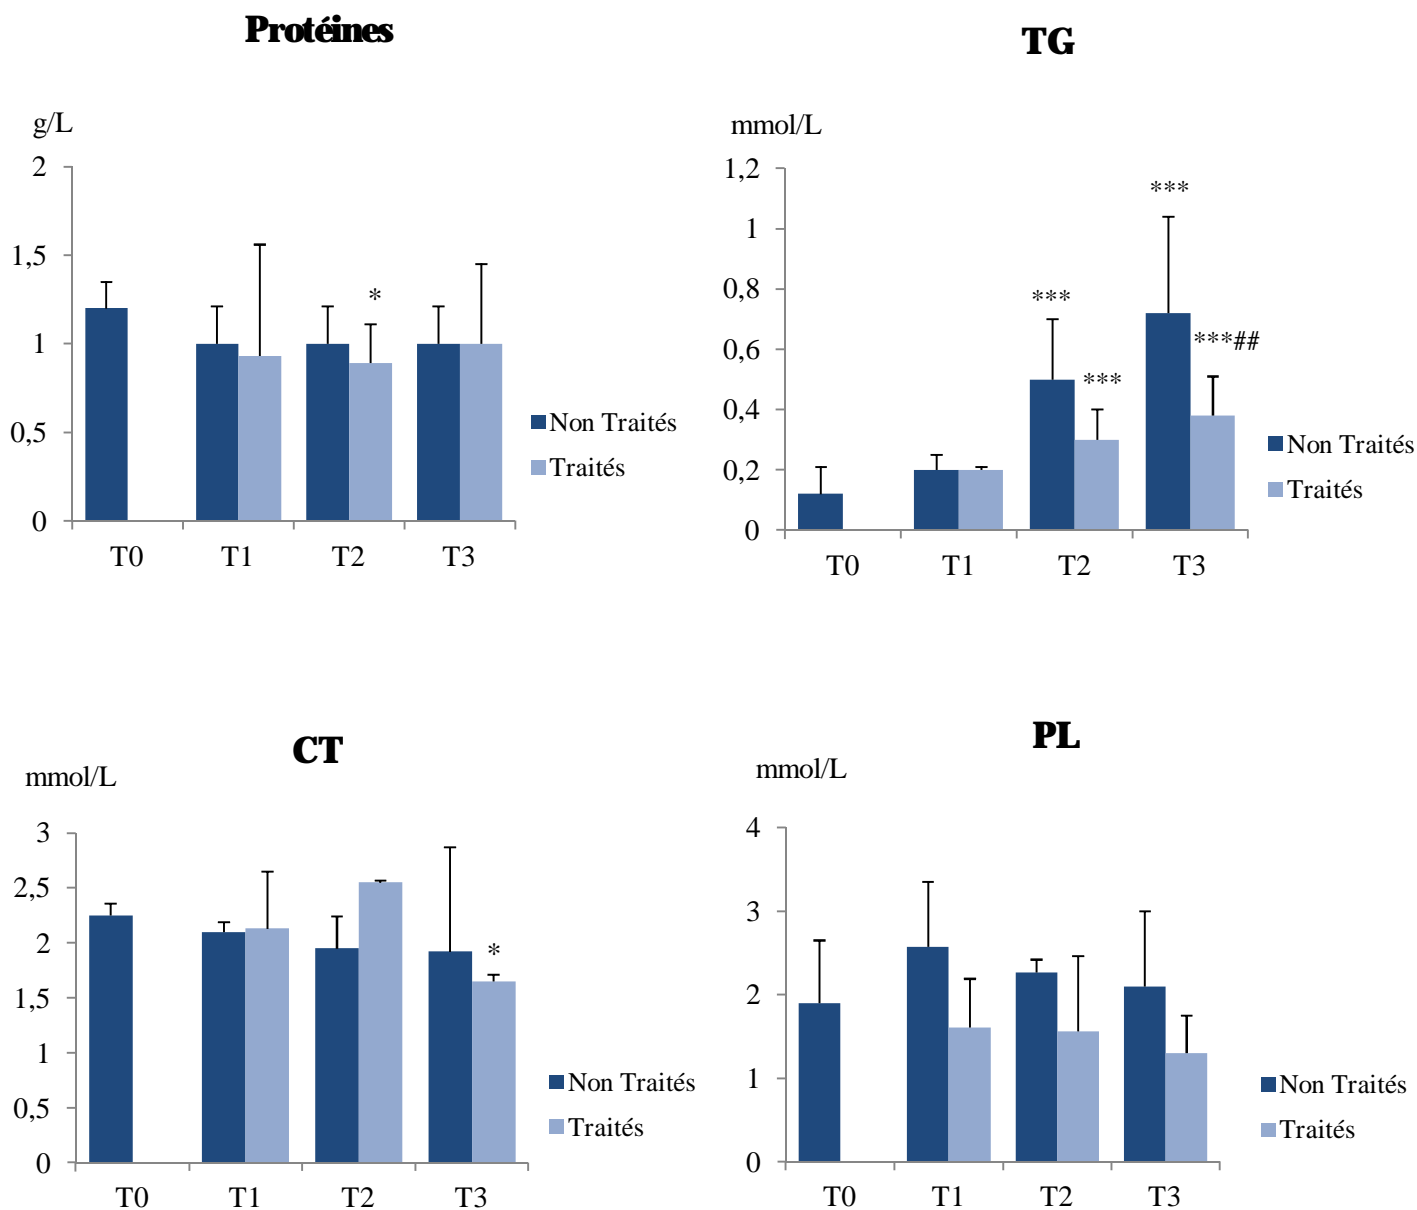 Protéines
g/L
2
1,5
1
0,5
0
*
T0 T1 T2 T3
Non Traités
Traités
TG
mmol/L
1,2
1
0,8
0,6
0,4
0,2
0
***
***
***
***##
T0 T1 T2 T3
Non Traités
Traités
CT
mmol/L
3
2,5
2
1,5
1
0,5
0
*
T0 T1 T2 T3
Non Traités
Traités
PL
mmol/L
4
3
2
1
0
T0 T1 T2 T3
Non Traités
Traités